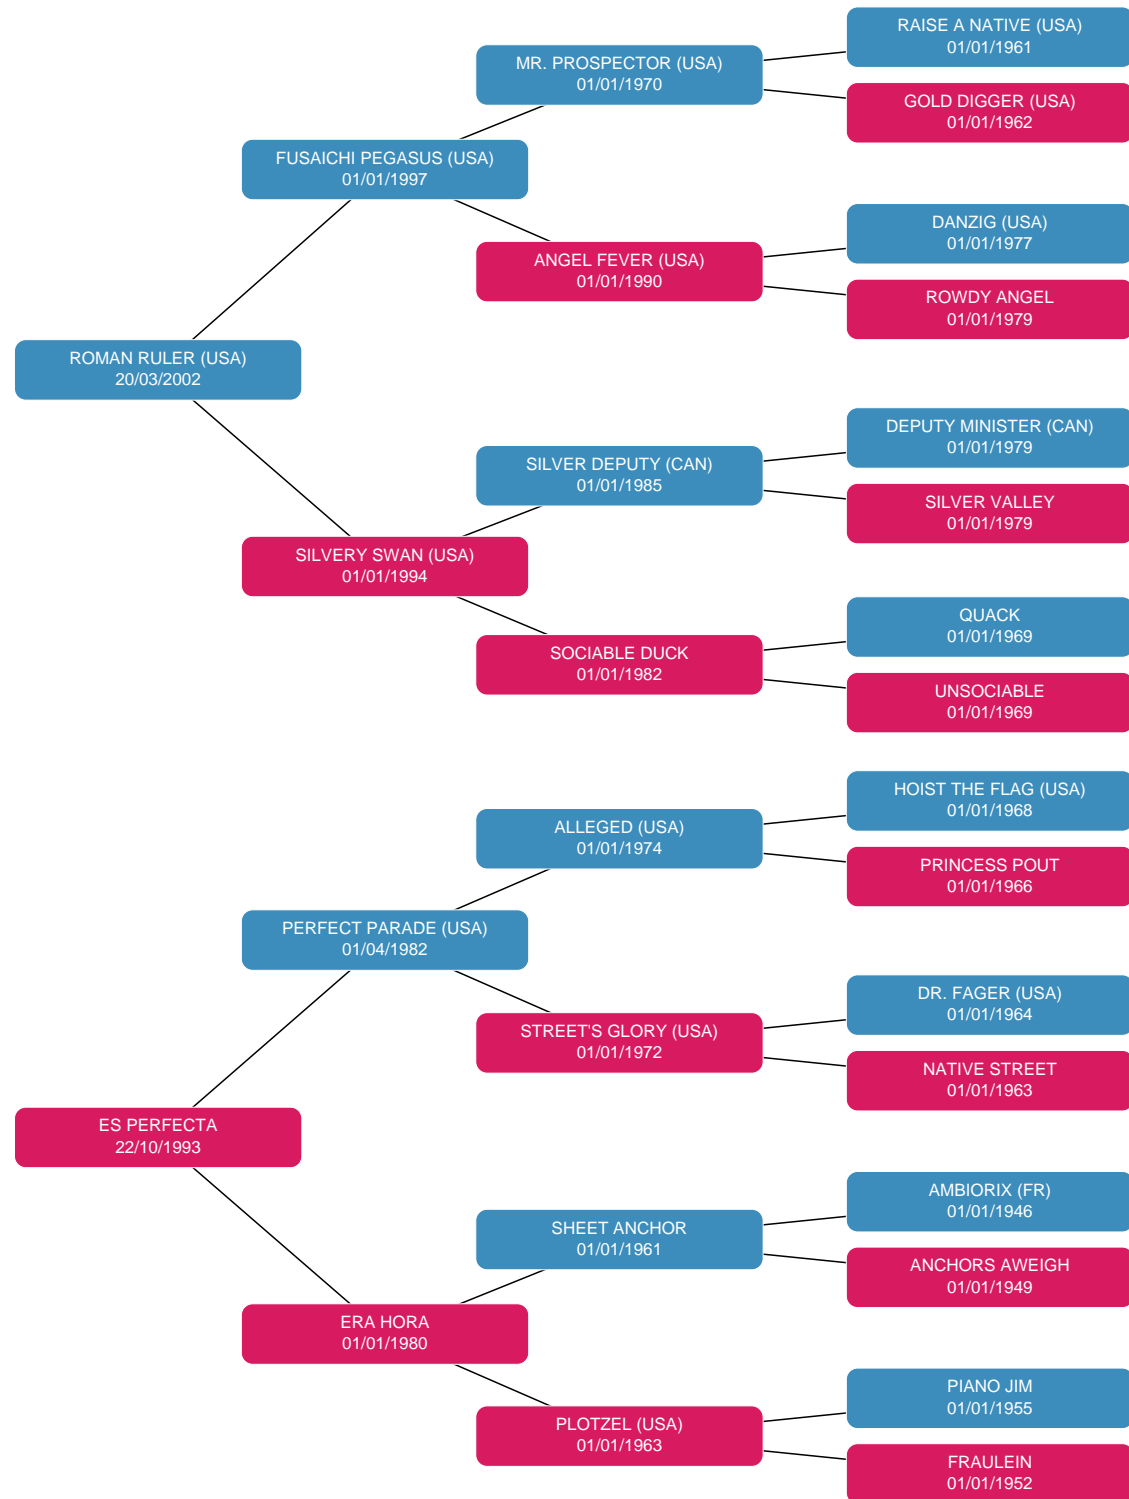 RAISE A NATIVE (USA)
01/01/1961
MR. PROSPECTOR (USA)
01/01/1970
GOLD DIGGER (USA)
01/01/1962
FUSAICHI PEGASUS (USA)
01/01/1997
DANZIG (USA)
01/01/1977
ANGEL FEVER (USA)
01/01/1990
ROWDY ANGEL
01/01/1979
ROMAN RULER (USA)
20/03/2002
DEPUTY MINISTER (CAN)
01/01/1979
SILVER DEPUTY (CAN)
01/01/1985
SILVER VALLEY
01/01/1979
SILVERY SWAN (USA)
01/01/1994
QUACK
01/01/1969
SOCIABLE DUCK
01/01/1982
UNSOCIABLE
01/01/1969
HOIST THE FLAG (USA)
01/01/1968
ALLEGED (USA)
01/01/1974
PRINCESS POUT
01/01/1966
PERFECT PARADE (USA)
01/04/1982
DR. FAGER (USA)
01/01/1964
STREET'S GLORY (USA)
01/01/1972
NATIVE STREET
01/01/1963
ES PERFECTA
22/10/1993
AMBIORIX (FR)
01/01/1946
SHEET ANCHOR
01/01/1961
ANCHORS AWEIGH
01/01/1949
ERA HORA
01/01/1980
PIANO JIM
01/01/1955
PLOTZEL (USA)
01/01/1963
FRAULEIN
01/01/1952